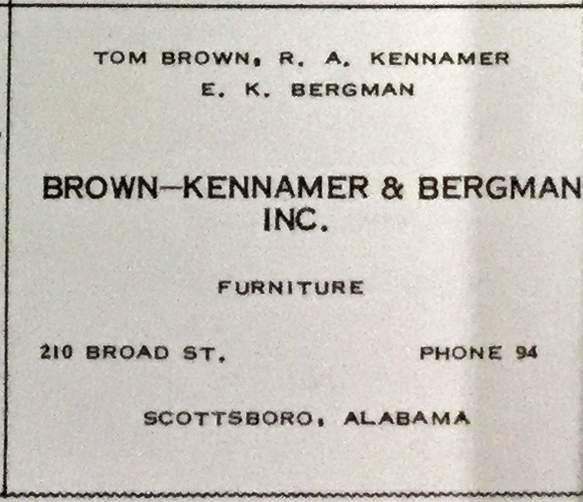 TOM BROWN, R. A. KENNAMER
E. K. BERGMAN
BROWN—KENNAMER & BERGMAN
INC.
FURNITURE
210 BROAD ST. PHONE 94
SCOTTSBORO, ALABAMA